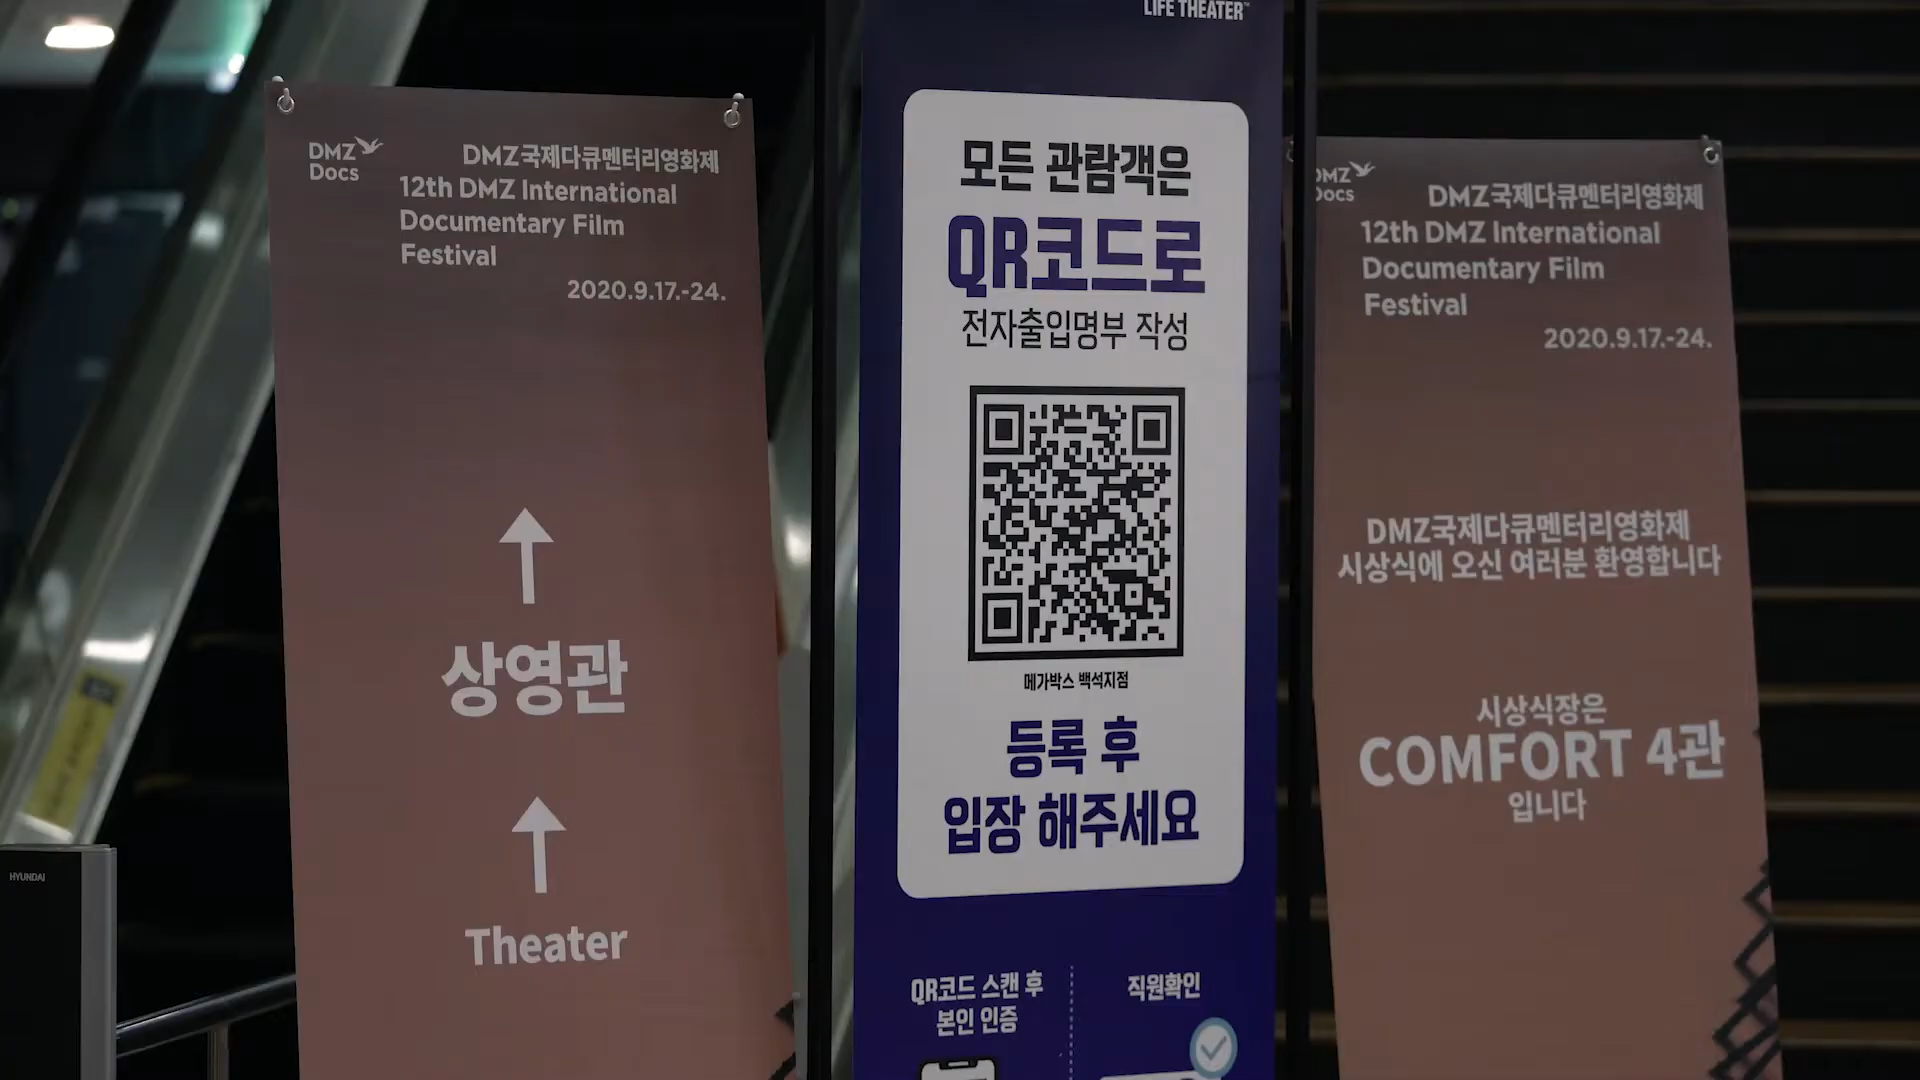 DMZ
Docs
DMZ국제다큐멘터리영화제
12th DMZ International
Documentary Film
Festival
2020.9.17.-24.
상영관
Theater
LIFE THEATER™
모든 관람객은
QR코드로
전자출입명부 작성
메가박스 백석지점
등록 후
입장 해주세요
QR코드 스캔 후
본인 인증
직원확인
DMZ
Docs
DMZ국제다큐멘터리영화제
12th DMZ International
Documentary Film
Festival
2020.9.17.-24.
DMZ국제다큐멘터리영화제
시상식에 오신 여러분 환영합니다
시상식장은
COMFORT 4관
입니다
HYUNDAI